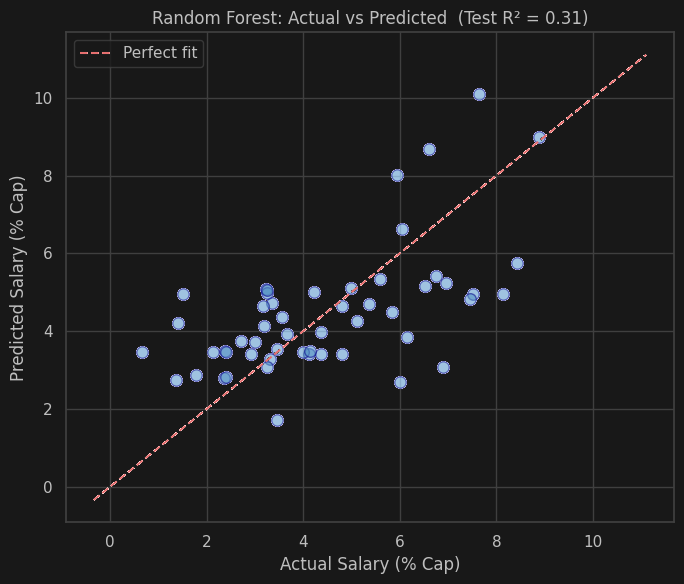 Random Forest: Actual vs Predicted  (Test R² = 0.31)
Perfect fit
Predicted Salary (% Cap)
10
8
6
4
2
0
0 2 4 6 8 10
Actual Salary (% Cap)